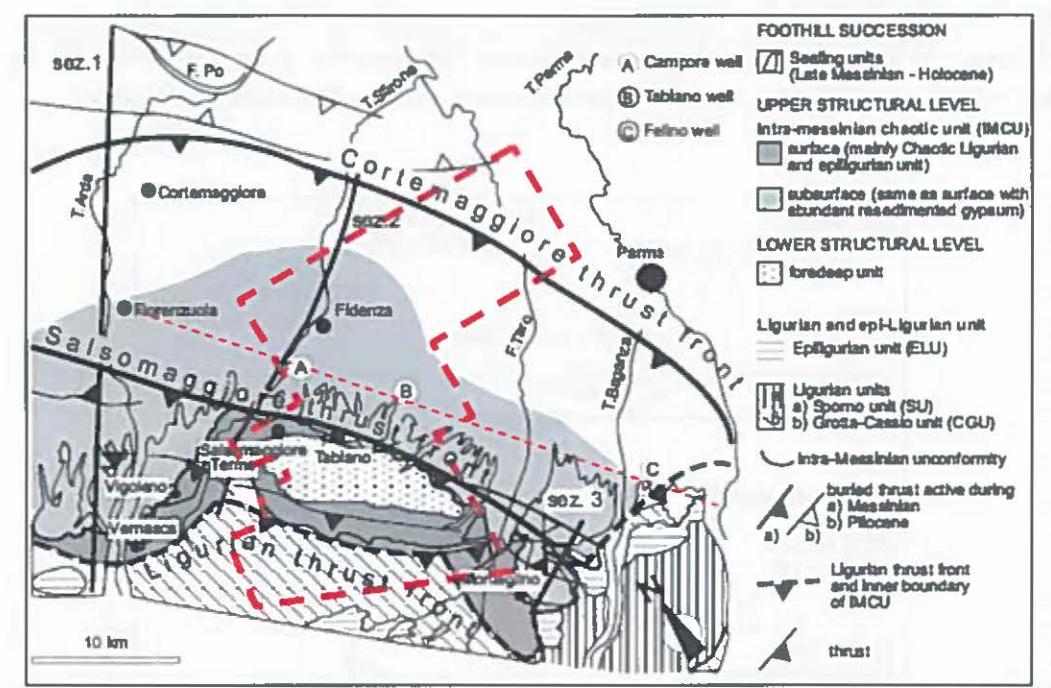 soz.1
F. Po
T.Stirone
T.Parma
A Campore well
B Tabiano well
C Felino well
T.Arda
Cortemaggiore
Cortemaggiore thrust front
soz.2
Parma
Fiorenzuola
Fidenza
F.Taro
T.Baganza
Salsomaggiore thrust front
A
B
C
Salsomaggiore
Terme
Tabiano
Vigoleno
Vernasca
soz. 3
Ligurian thrust front
10 km
FOOTHILL SUCCESSION
Sealing units
(Late Messinian - Holocene)
UPPER STRUCTURAL LEVEL
Intra-messinian chaotic unit (IMCU)
surface (mainly Chaotic Ligurian
and epiligurian unit)
subsurface (same as surface with
abundant resedimented gypsum)
LOWER STRUCTURAL LEVEL
foredeep unit
Ligurian and epi-Ligurian unit
Epiligurian unit (ELU)
Ligurian units
a) Sporno unit (SU)
b) Grotta-Cassio unit (CGU)
Intra-Messinian unconformity
buried thrust active during
a) Messinian
b) Pliocene
a) b)
Ligurian thrust front
and inner boundary
of IMCU
thrust